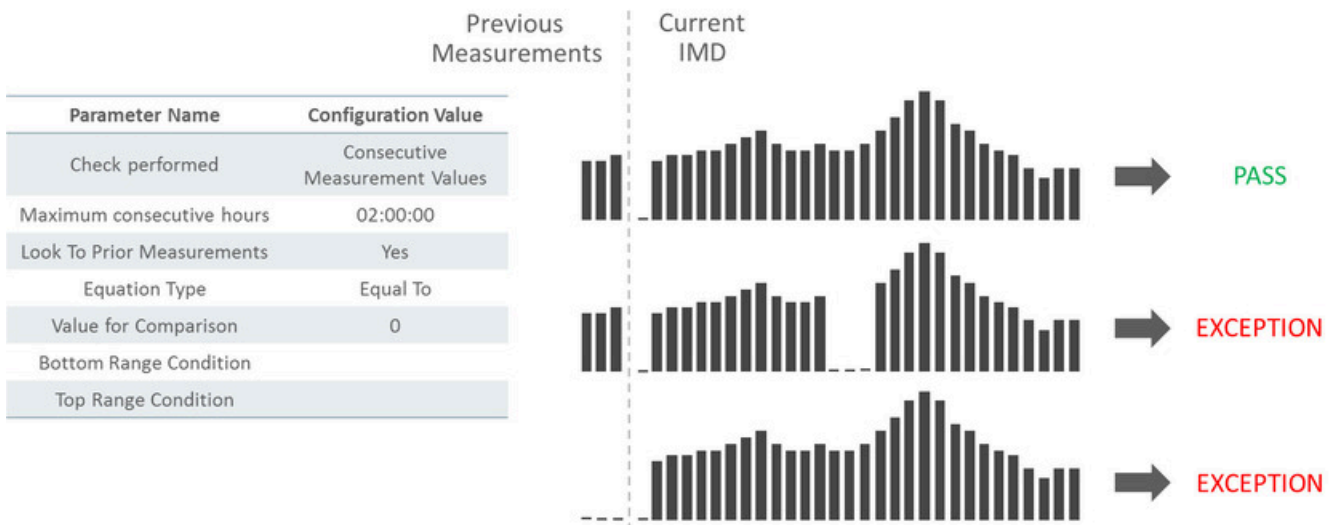 Previous
Measurements
Current
IMD
Parameter Name Configuration Value
Check performed Consecutive
Measurement Values
Maximum consecutive hours 02:00:00
Look To Prior Measurements Yes
Equation Type Equal To
Value for Comparison 0
Bottom Range Condition
Top Range Condition
PASS
EXCEPTION
EXCEPTION